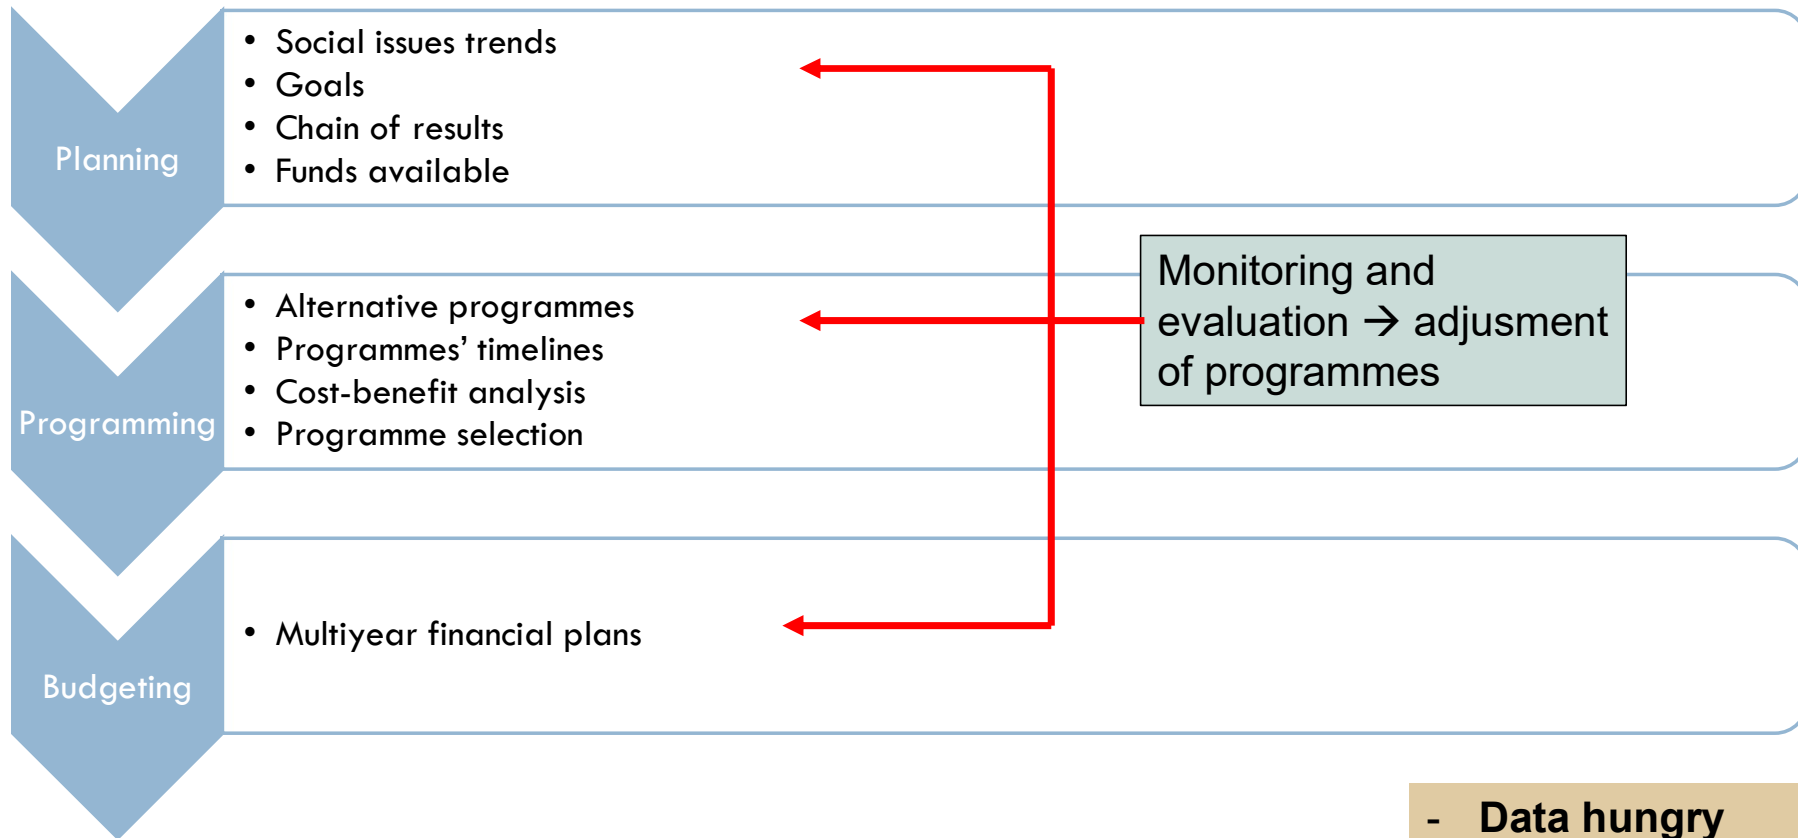 Planning
• Social issues trends
• Goals
• Chain of results
• Funds available
Programming
• Alternative programmes
• Programmes’ timelines
• Cost-benefit analysis
• Programme selection
Monitoring and
evaluation → adjusment
of programmes
Budgeting
• Multiyear financial plans
- Data hungry